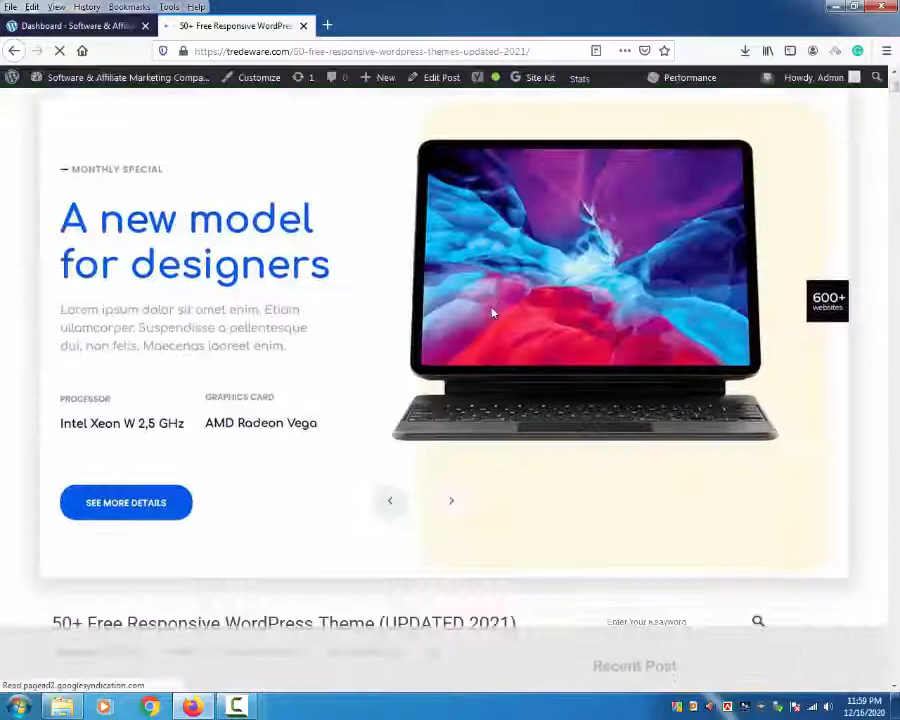 File Edit View History Bookmarks Tools Help
Dashboard ‹ Software & Affilia
50+ Free Responsive WordPres
https://tredeware.com/50-free-responsive-wordpress-themes-updated-2021/
Software & Affiliate Marketing Compa... Customize 1 0 New Edit Post Site Kit Stats Performance Howdy, Admin
MONTHLY SPECIAL
A new model
for designers
Lorem ipsum dolor sit omet enim. Etiam
ullamcorper. Suspendisse a pellentesque
dui, non felis. Maecenas laoreet enim.
PROCESSOR
Intel Xeon W 2,5 GHz
GRAPHICS CARD
AMD Radeon Vega
SEE MORE DETAILS
600+
websites
50+ Free Responsive WordPress Theme (UPDATED 2021)
Enter Your Keyword
Recent Post
Read pagead2.googlesyndication.com
11:59 PM
12/16/2020